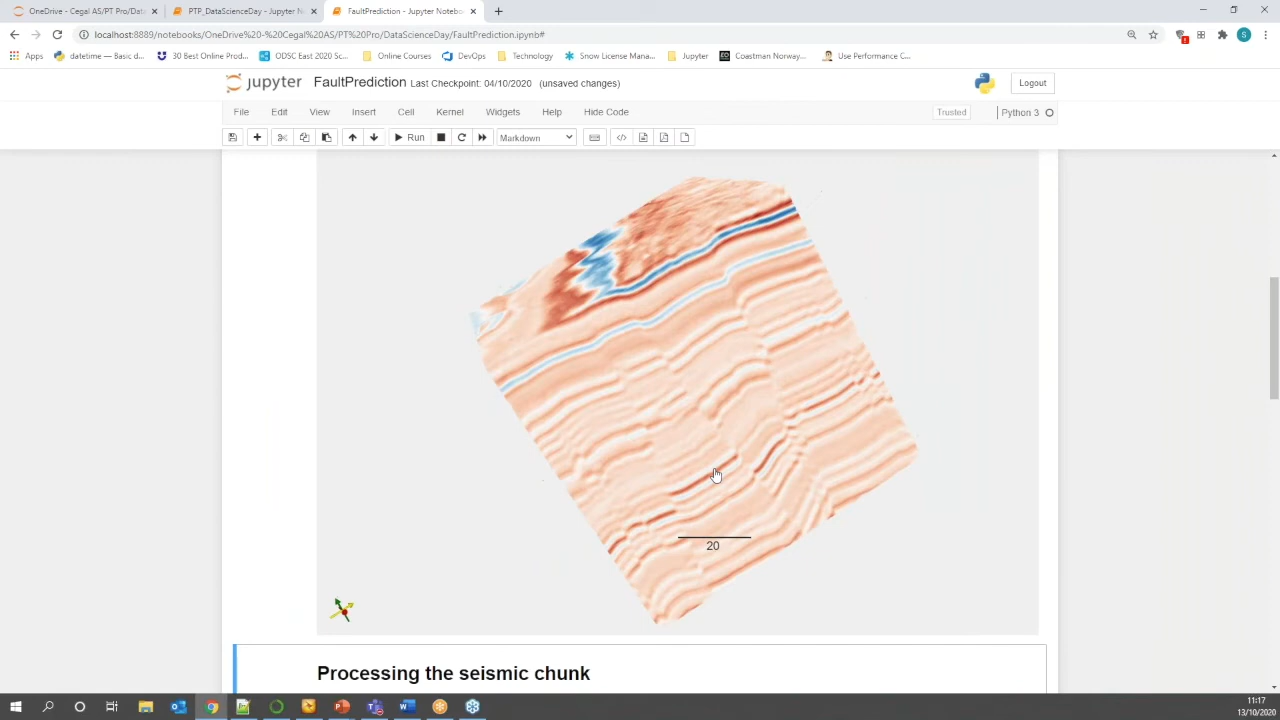 OneDrive - Cegal AS/PT Pro/Data
PTP_DataScienceDay - Jupyter N
FaultPrediction - Jupyter Notebo
localhost:8889/notebooks/OneDrive%20-%20Cegal%20AS/PT%20Pro/DataScienceDay/FaultPrediction.ipynb#
S
Apps
datetime — Basic d...
30 Best Online Prod...
ODSC East 2020 Sc...
Online Courses
DevOps
Technology
Snow License Mana...
Jupyter
Coastman Norway...
Use Performance C...
jupyter FaultPrediction Last Checkpoint: 04/10/2020 (unsaved changes)
Logout
File Edit View Insert Cell Kernel Widgets Help Hide Code
Trusted
Python 3
Run
Markdown
20
Processing the seismic chunk
11:17
13/10/2020